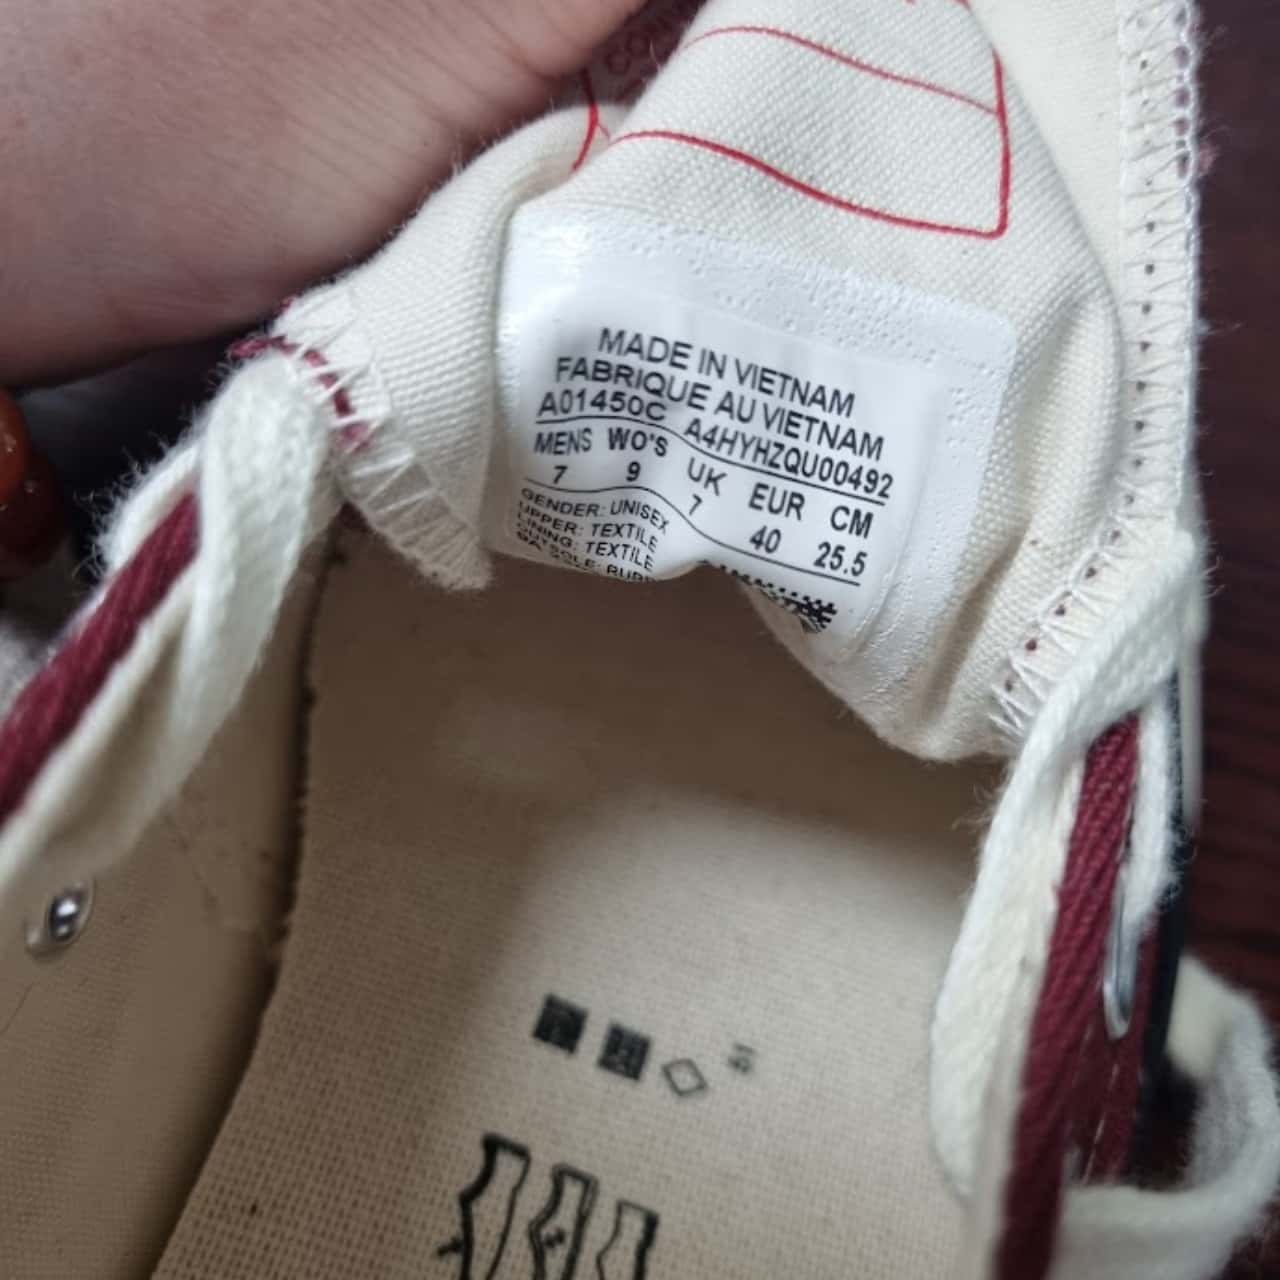 MADE IN VIETNAM
FABRIQUE AU VIETNAM
A01450C A4HYHZQU00492
MENS WO'S UK EUR CM
7 9 7 40 25.5
GENDER: UNISEX
UPPER: TEXTILE
LINING: TEXTILE